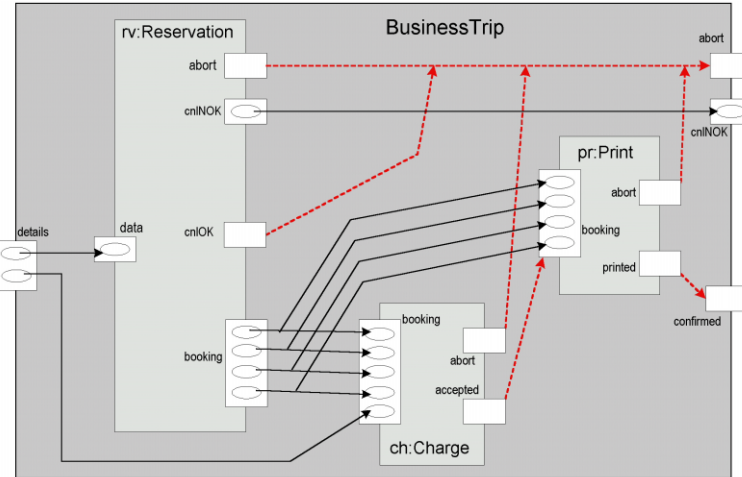 BusinessTrip
rv:Reservation
abort
abort
cnlNOK
cnlNOK
pr:Print
abort
details
data
cnlOK
booking
printed
confirmed
booking
booking
abort
accepted
ch:Charge